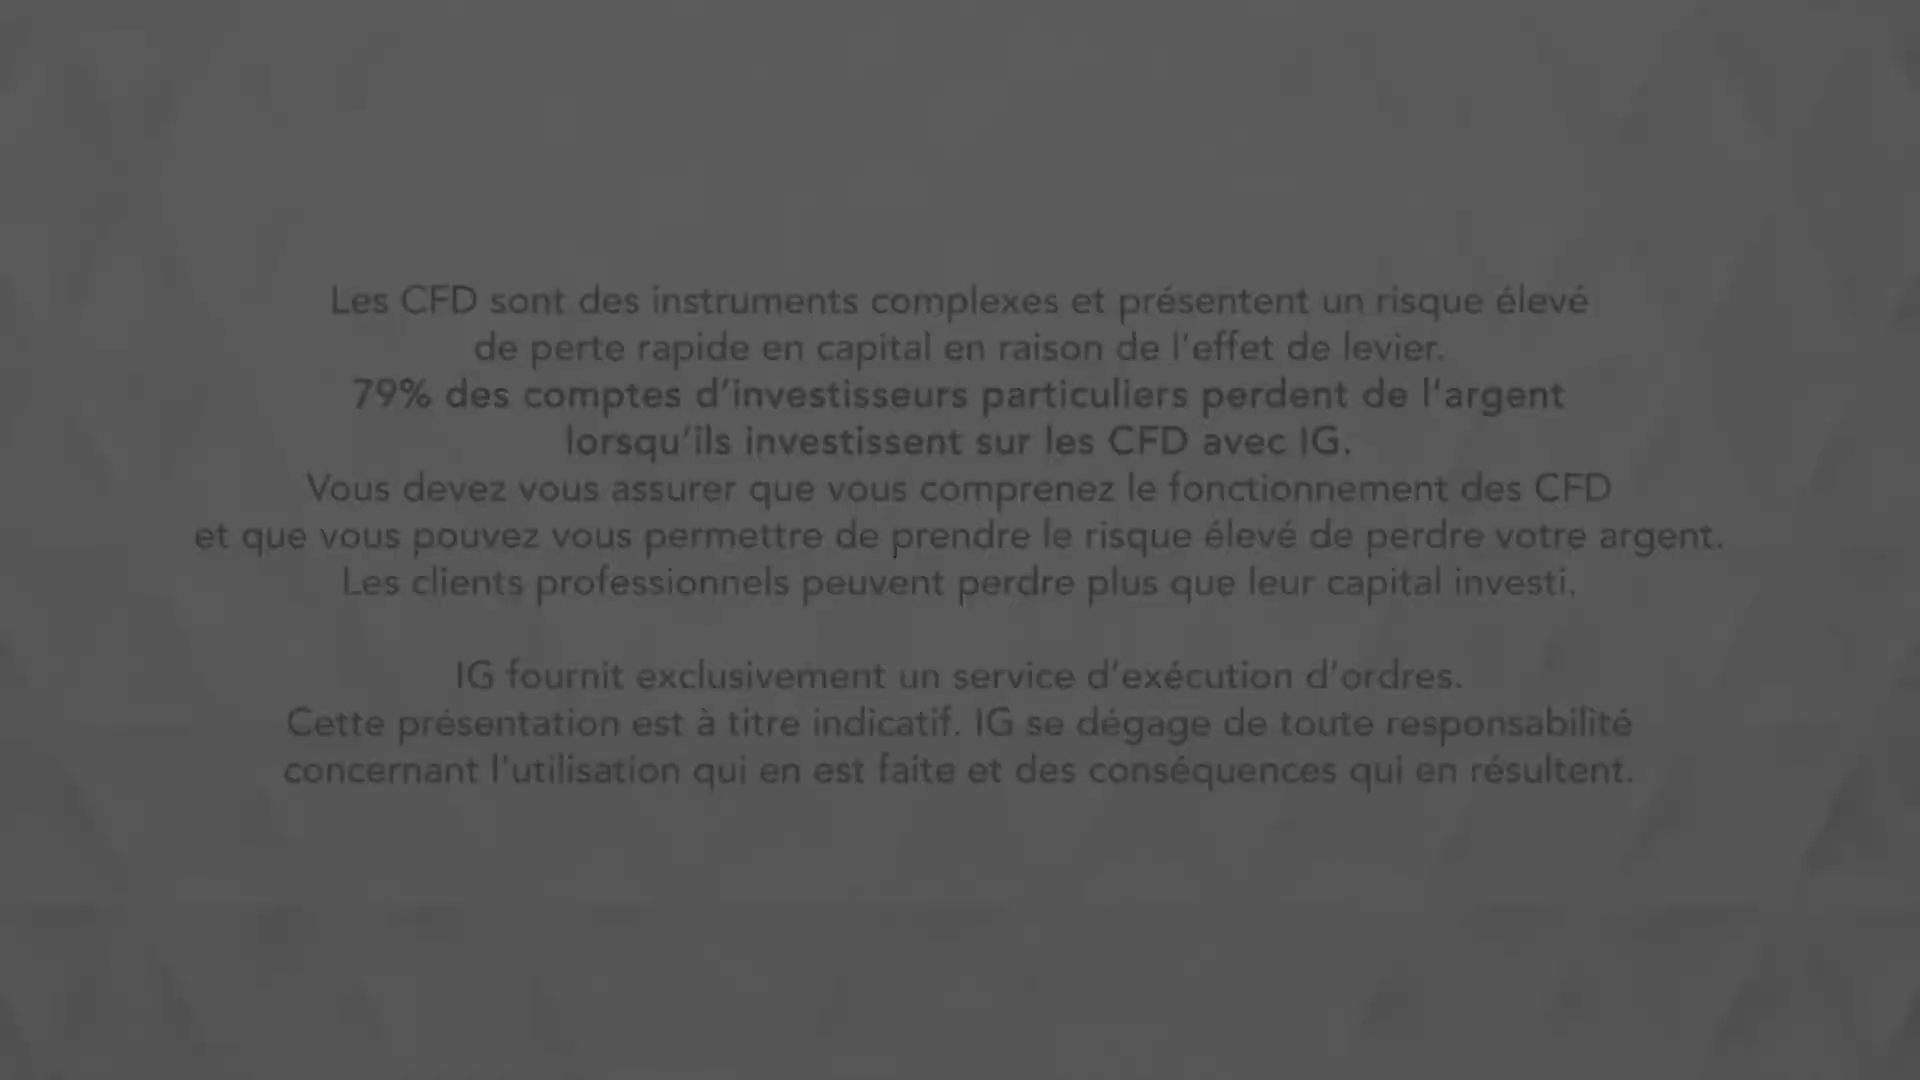 Les CFD sont des instruments complexes et présentent un risque élevé
de perte rapide en capital en raison de l'effet de levier.
79% des comptes d'investisseurs particuliers perdent de l'argent
lorsqu'ils investissent sur les CFD avec IG.
Vous devez vous assurer que vous comprenez le fonctionnement des CFD
et que vous pouvez vous permettre de prendre le risque élevé de perdre votre argent.
Les clients professionnels peuvent perdre plus que leur capital investi.
IG fournit exclusivement un service d'exécution d'ordres.
Cette présentation est à titre indicatif. IG se dégage de toute responsabilité
concernant l'utilisation qui en est faite et des conséquences qui en résultent.